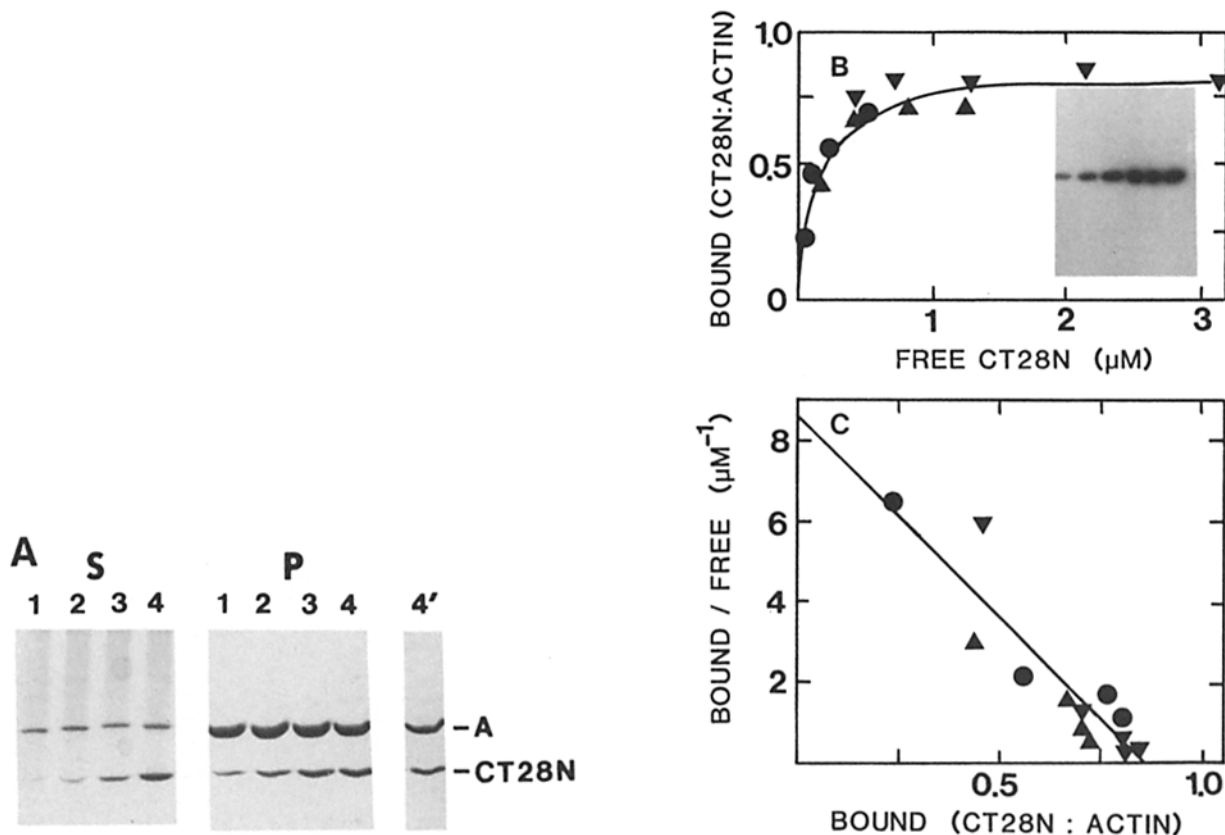 A
S
P
1 2 3 4
1 2 3 4
4′
–A
–CT28N
B
BOUND (CT28N:ACTIN)
1.0
0.5
0
1 2 3
FREE CT28N (μM)
C
BOUND / FREE (μM⁻¹)
8
6
4
2
0.5 1.0
BOUND (CT28N : ACTIN)